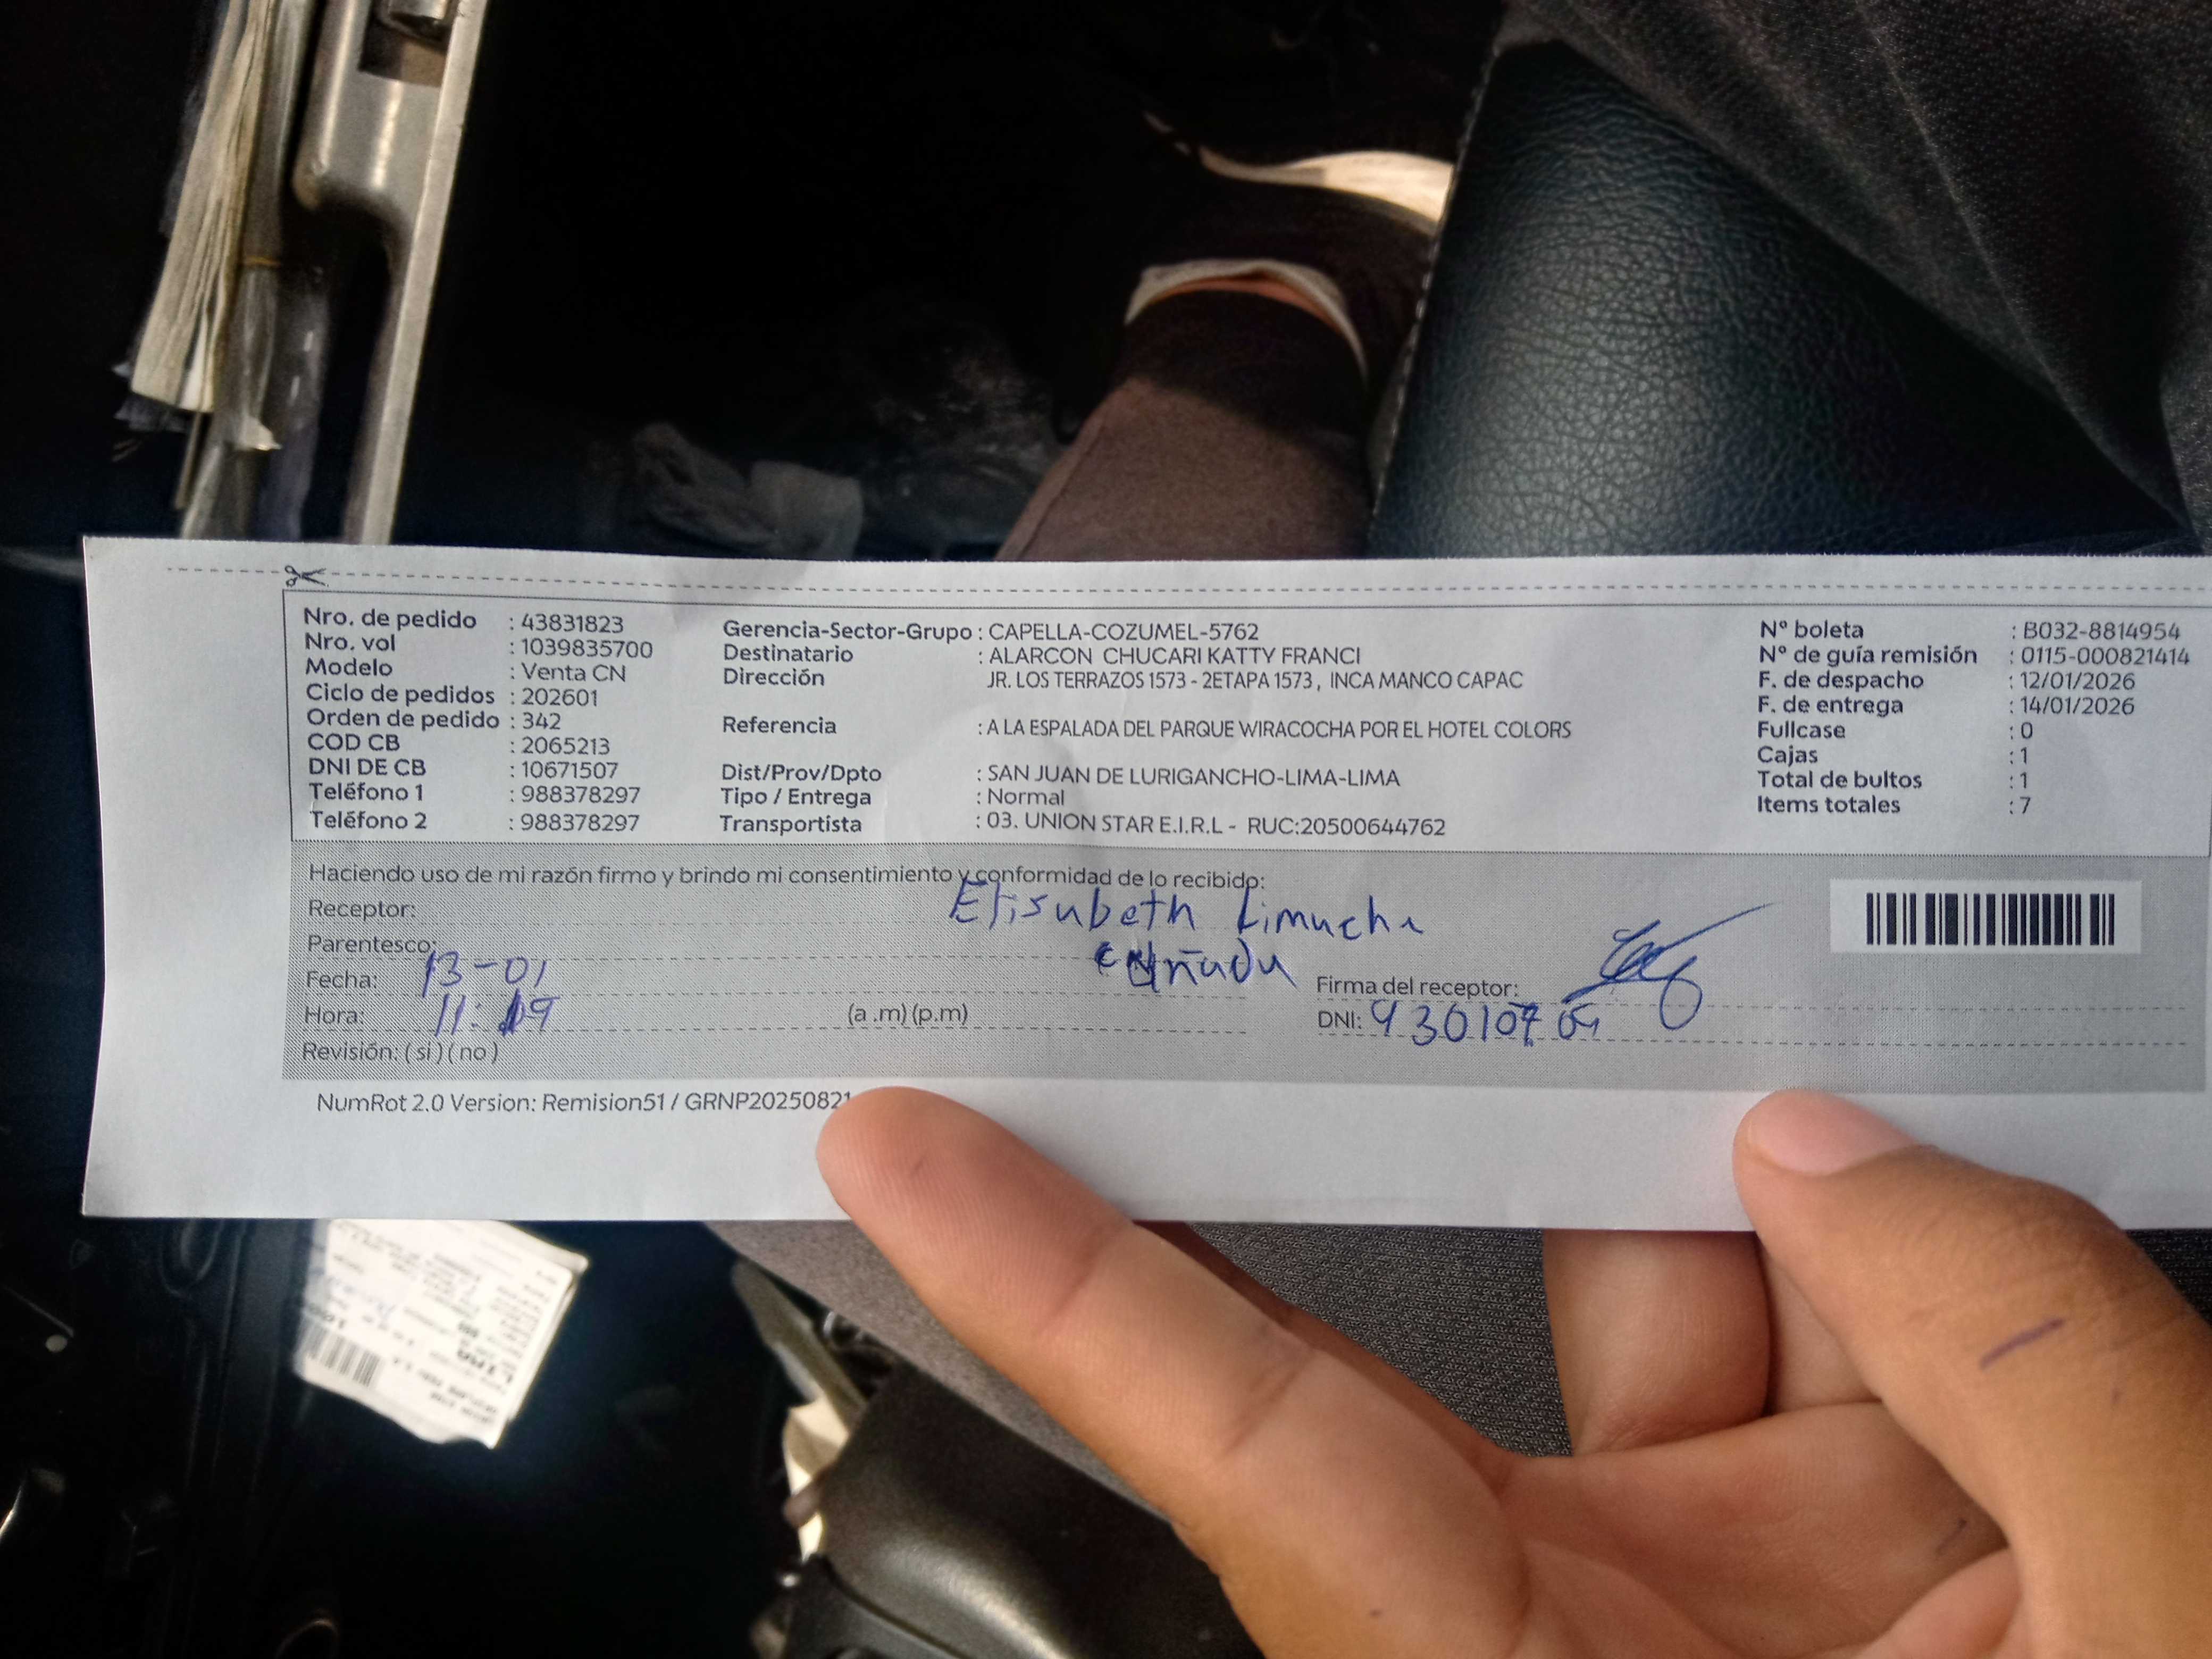 Nro. de pedido : 43831823
Nro. vol : 1039835700
Modelo : Venta CN
Ciclo de pedidos : 202601
Orden de pedido : 342
COD CB : 2065213
DNI DE CB : 10671507
Teléfono 1 : 988378297
Teléfono 2 : 988378297
Gerencia-Sector-Grupo : CAPELLA-COZUMEL-5762
Destinatario : ALARCON CHUCARI KATTY FRANCI
Dirección JR. LOS TERRAZOS 1573 - 2ETAPA 1573, INCA MANCO CAPAC
Referencia : A LA ESPALADA DEL PARQUE WIRACOCHA POR EL HOTEL COLORS
Dist/Prov/Dpto : SAN JUAN DE LURIGANCHO-LIMA-LIMA
Tipo / Entrega : Normal
Transportista : 03. UNION STAR E.I.R.L - RUC:20500644762
N° boleta : B032-8814954
N° de guía remisión : 0115-000821414
F. de despacho : 12/01/2026
F. de entrega : 14/01/2026
Fullcase : 0
Cajas : 1
Total de bultos : 1
Items totales : 7
Haciendo uso de mi razón firmo y brindo mi consentimiento y conformidad de lo recibido:
Receptor: Elisabeth Limucha
Parentesco: cuñada
Fecha: 13-01
Hora: 11:19 (a .m) (p.m)
Revisión: ( si ) ( no )
Firma del receptor:
DNI:
NumRot 2.0 Version: Remision51 / GRNP20250821